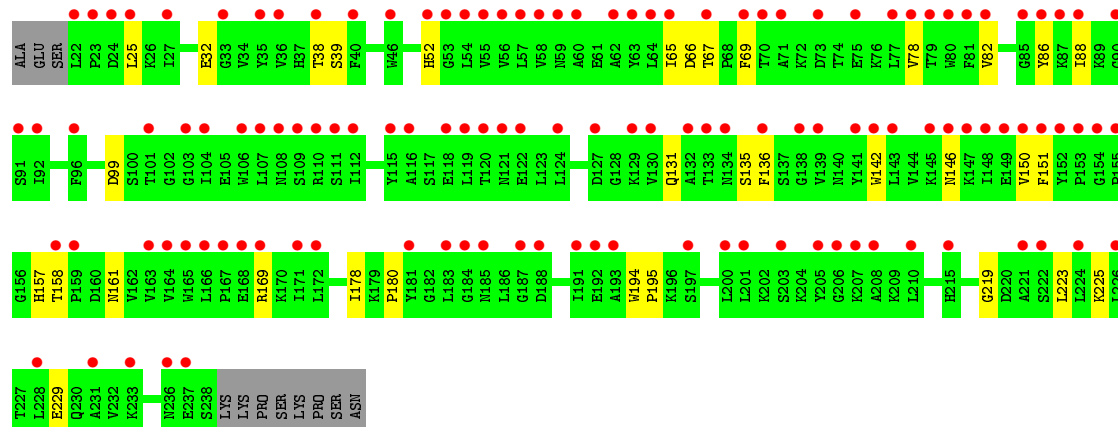 ALA GLU SER L22 P23 D24 L25 K26 I27 E32 G33 V34 Y35 V36 H37 T38 S39 F40 W46 H52 G53 L54 V55 V56 L57 V58 N59 A60 E61 A62 Y63 L64 I65 D66 T67 P68 F69 T70 A71 K72 D73 T74 E75 K76 L77 V78 T79 W80 F81 V82 G85 Y86 K87 I88 K89 G90
S91 I92 F96 D99 S100 T101 G102 G103 I104 E105 W106 L107 N108 S109 R110 S111 I112 Y115 A116 S117 E118 L119 T120 N121 E122 L123 L124 D127 G128 K129 V130 Q131 A132 T133 N134 S135 F136 S137 G138 V139 N140 Y141 W142 L143 V144 K145 N146 K147 I148 E149 V150 F151 Y152 P153 G154 P155
G156 H157 T158 P159 D160 N161 V162 V163 V164 W165 L166 P167 E168 R169 K170 I171 L172 I178 K179 P180 Y181 G182 L183 G184 N185 L186 G187 D188 I191 E192 A193 W194 P195 K196 S197 L200 L201 K202 S203 K204 Y205 G206 K207 A208 K209 L210 H215 G219 D220 A221 S222 L223 L224 K225 L226
T227 L228 E229 Q230 A231 V232 K233 N236 E237 S238 LYS LYS PRO SER LYS PRO SER ASN